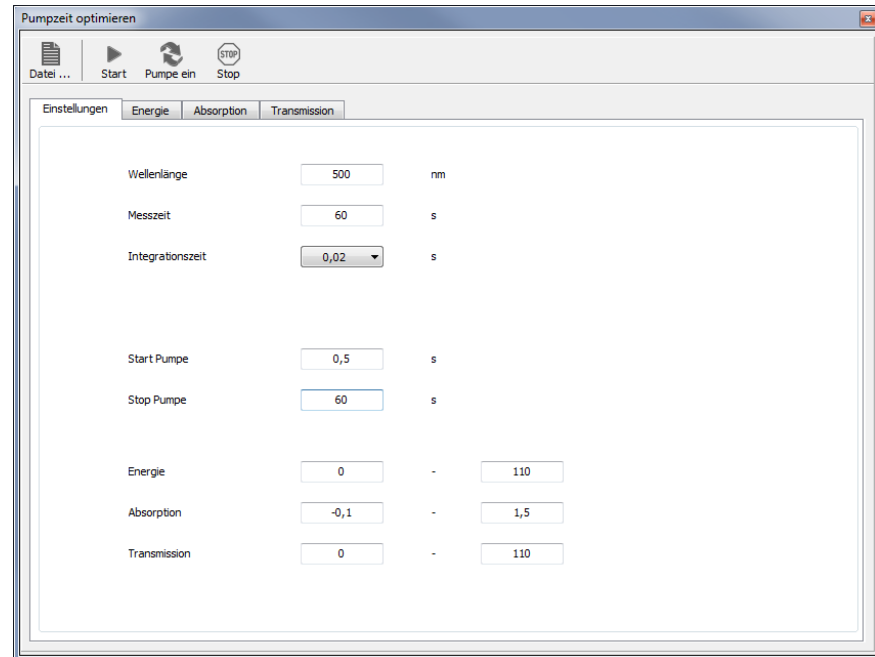 Pumpzeit optimieren
STOP
Datei ... Start Pumpe ein Stop
Einstellungen Energie Absorption Transmission
Wellenlänge 500 nm
Messzeit 60 s
Integrationszeit 0,02 s
Start Pumpe 0,5 s
Stop Pumpe 60 s
Energie 0 - 110
Absorption -0,1 - 1,5
Transmission 0 - 110